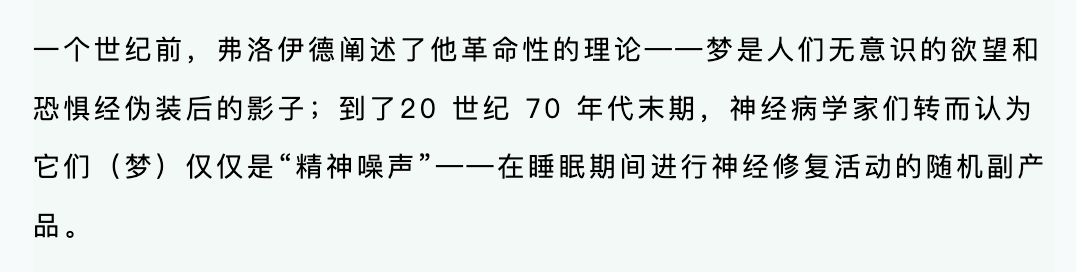 一个世纪前，弗洛伊德阐述了他革命性的理论——梦是人们无意识的欲望和
恐惧经伪装后的影子；到了20 世纪 70 年代末期，神经病学家们转而认为
它们（梦）仅仅是“精神噪声”——在睡眠期间进行神经修复活动的随机副产
品。